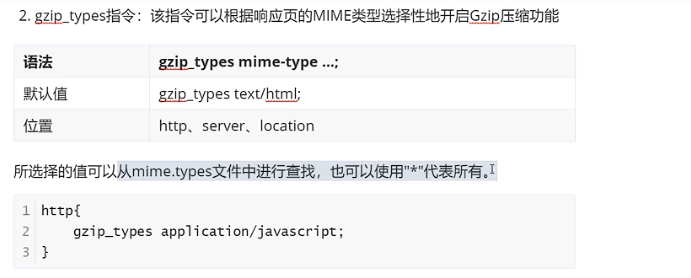 2. gzip_types指令：该指令可以根据响应页的MIME类型选择性地开启Gzip压缩功能
语法 gzip_types mime-type ...;
默认值 gzip_types text/html;
位置 http、server、location
所选择的值可以从mime.types文件中进行查找，也可以使用"*"代表所有。
1 http{
2 gzip_types application/javascript;
3 }